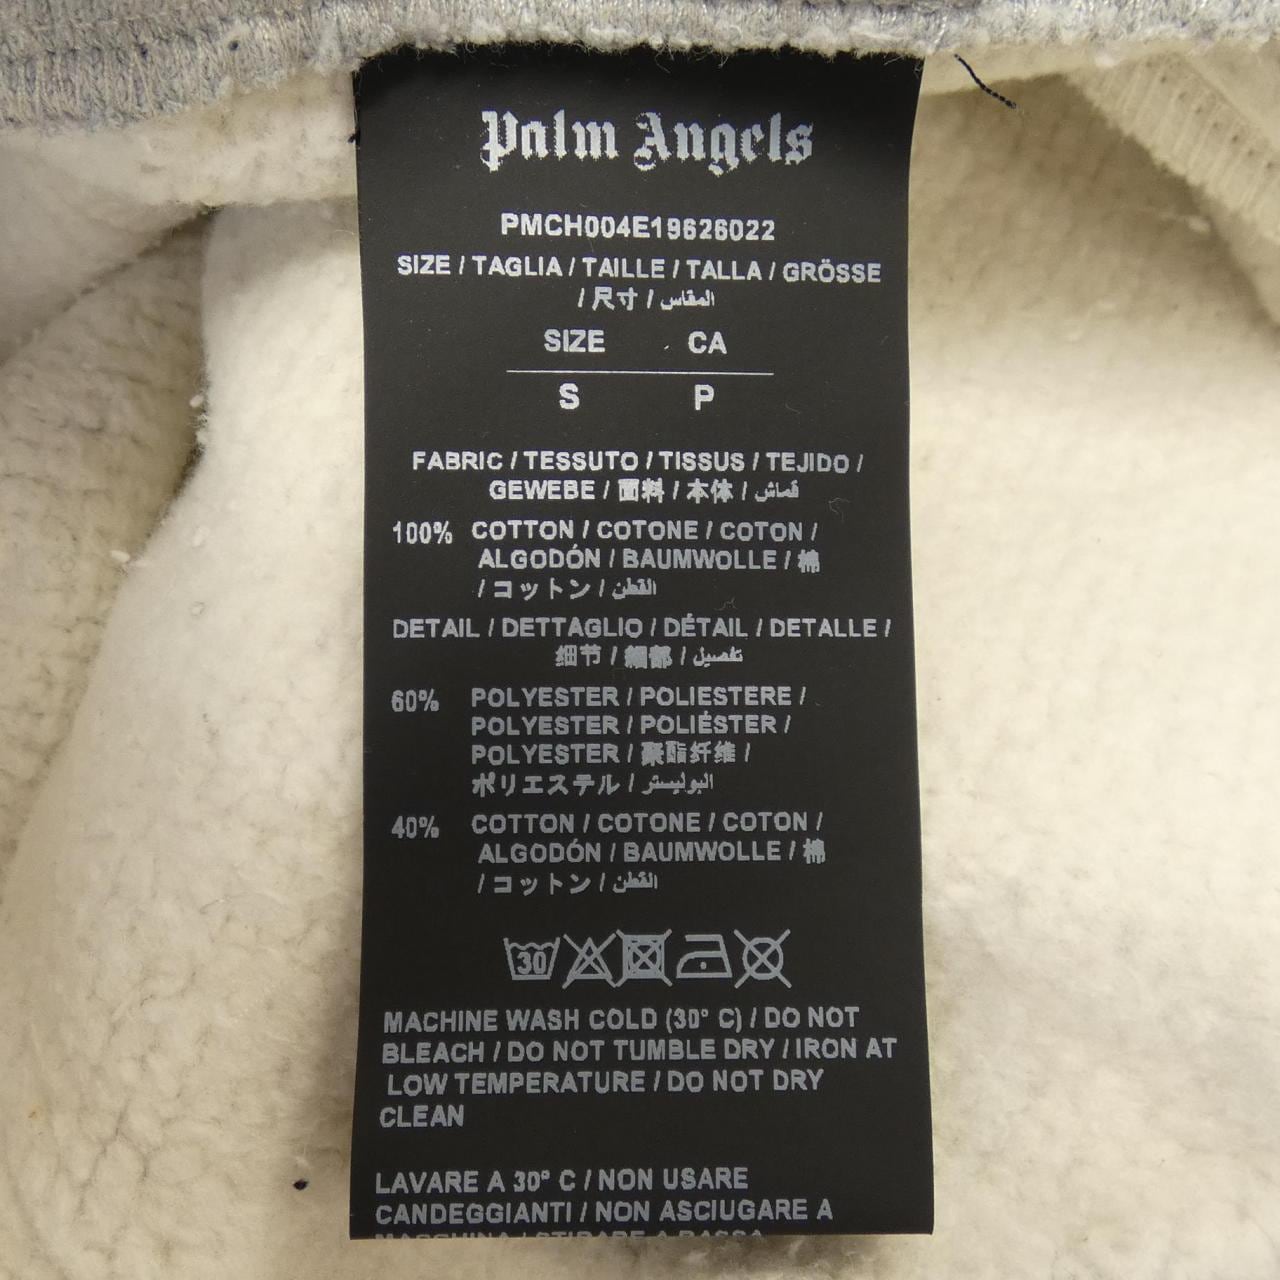 Palm Angels
PMCH004E19626022
SIZE / TAGLIA / TAILLE / TALLA / GRÖSSE
/ 尺寸 / المقاس
SIZE CA
S P
FABRIC / TESSUTO / TISSUS / TEJIDO /
GEWEBE / 面料 / 本体 / قماش
100% COTTON / COTONE / COTON /
ALGODÓN / BAUMWOLLE / 棉
/ コットン / القطن
DETAIL / DETTAGLIO / DÉTAIL / DETALLE /
细节 / 細部 / تفصيل
60% POLYESTER / POLIESTERE /
POLYESTER / POLIÉSTER /
POLYESTER / 聚酯纤维 /
ポリエステル / البوليستر
40% COTTON / COTONE / COTON /
ALGODÓN / BAUMWOLLE / 棉
/ コットン / القطن
30
MACHINE WASH COLD (30° C) / DO NOT
BLEACH / DO NOT TUMBLE DRY / IRON AT
LOW TEMPERATURE / DO NOT DRY
CLEAN
LAVARE A 30° C / NON USARE
CANDEGGIANTI / NON ASCIUGARE A
MACCHINA / STIRARE A BASSA